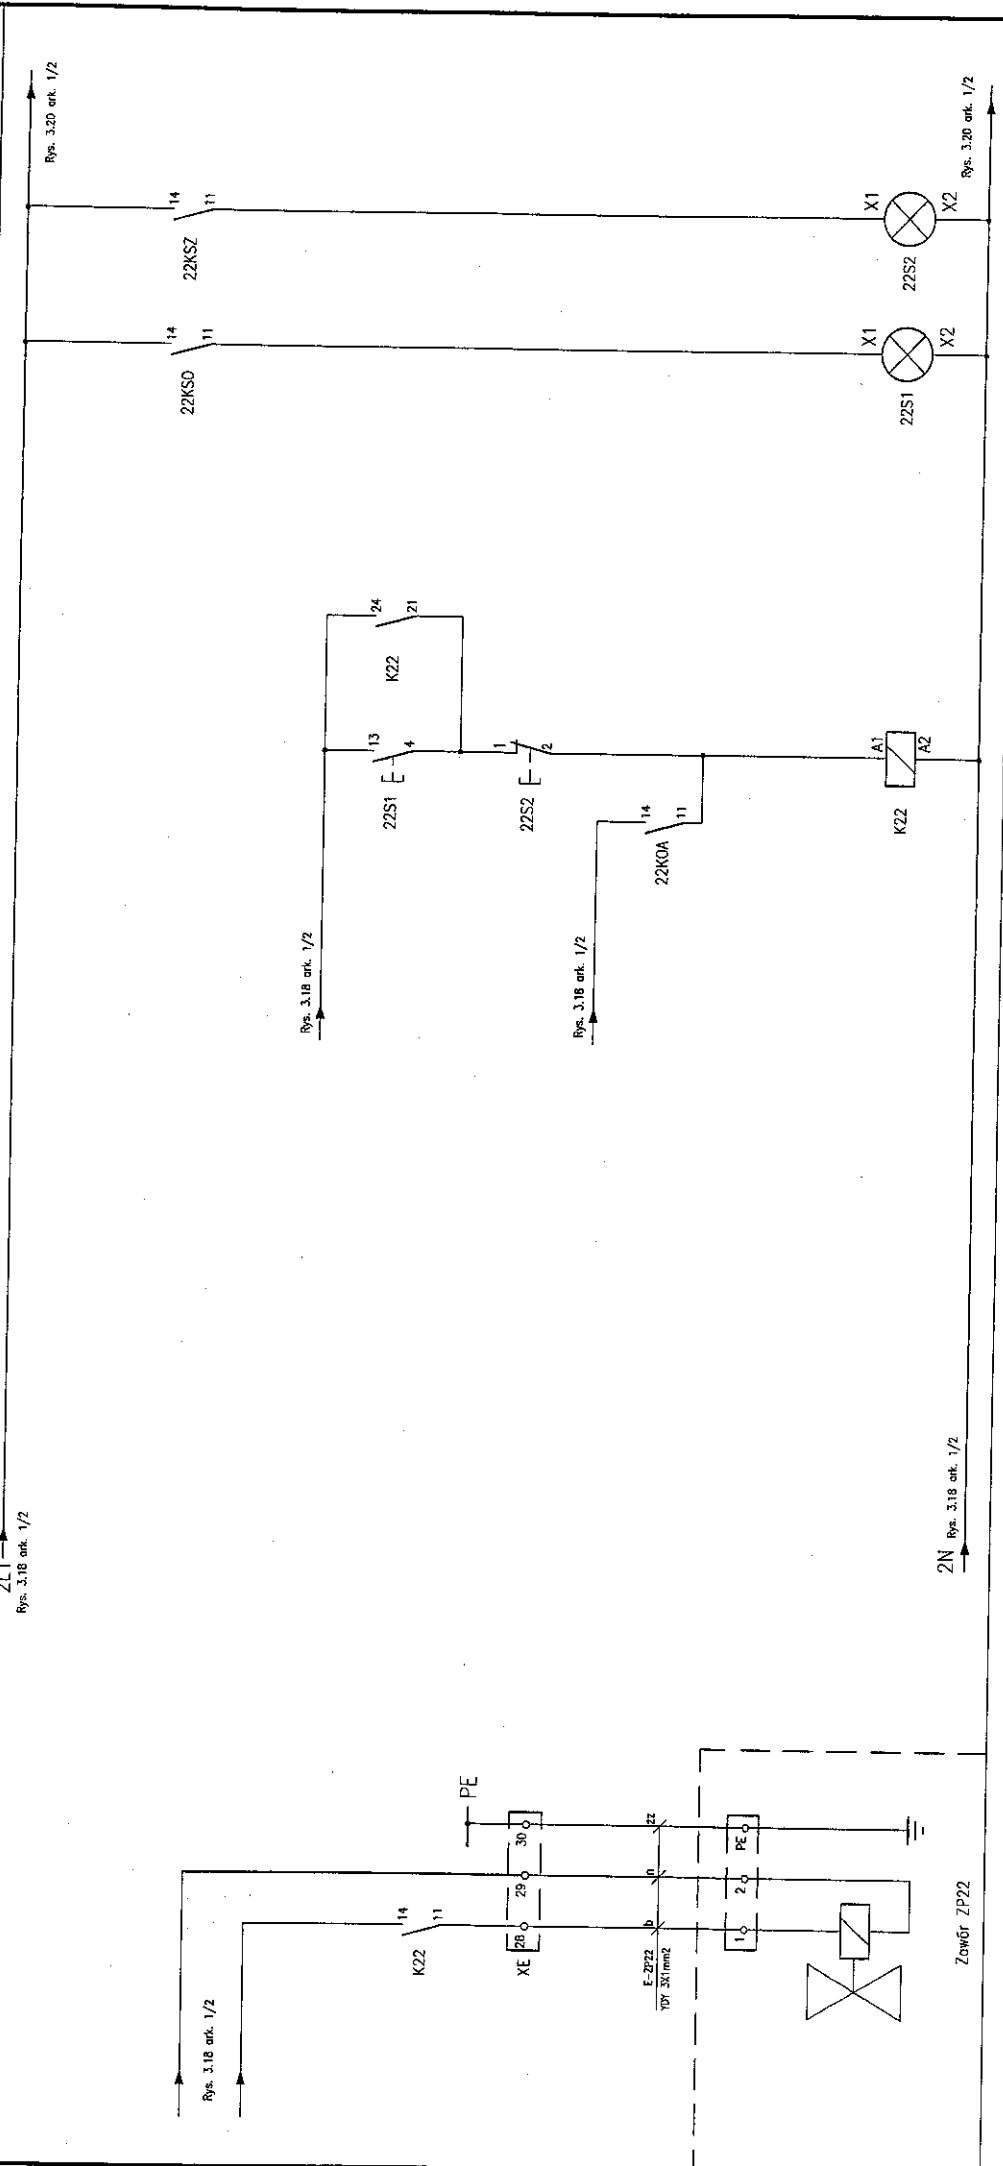 2L1
Rys. 3.18 ark. 1/2
Rys. 3.20 ark. 1/2
Rys. 3.18 ark. 1/2
K22
14
11
XE
28
29
30
PE
E-ZP22
YDY 3X1mm2
b
n
zz
1
2
PE
Zawór ZP22
Rys. 3.18 ark. 1/2
22S1
13
4
K22
24
21
22S2
1
2
Rys. 3.18 ark. 1/2
22KOA
14
11
K22
A1
A2
22KSO
14
11
22S1
X1
X2
22KSZ
14
11
22S2
X1
X2
2N
Rys. 3.18 ark. 1/2
Rys. 3.20 ark. 1/2